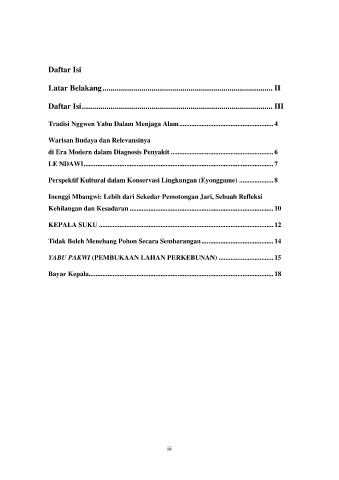 Daftar Isi
Latar Belakang.................................................................................. II
Daftar Isi............................................................................................ III
Tradisi Nggwen Yabu Dalam Menjaga Alam..................................................... 4
Warisan Budaya dan Relevansinya
di Era Modern dalam Diagnosis Penyakit .......................................................... 6
LE NDAWI........................................................................................................... 7
Perspektif Kultural dalam Konservasi Lingkungan (Eyonggame) ................... 8
Inenggi Mbangwi: Lebih dari Sekedar Pemotongan Jari, Sebuah Refleksi
Kehilangan dan Kesadaran ................................................................................. 10
KEPALA SUKU ................................................................................................... 12
Tidak Boleh Menebang Pohon Secara Sembarangan......................................... 14
YABU PAKWI (PEMBUKAAN LAHAN PERKEBUNAN) ............................... 15
Bayar Kepala......................................................................................................... 18
iii